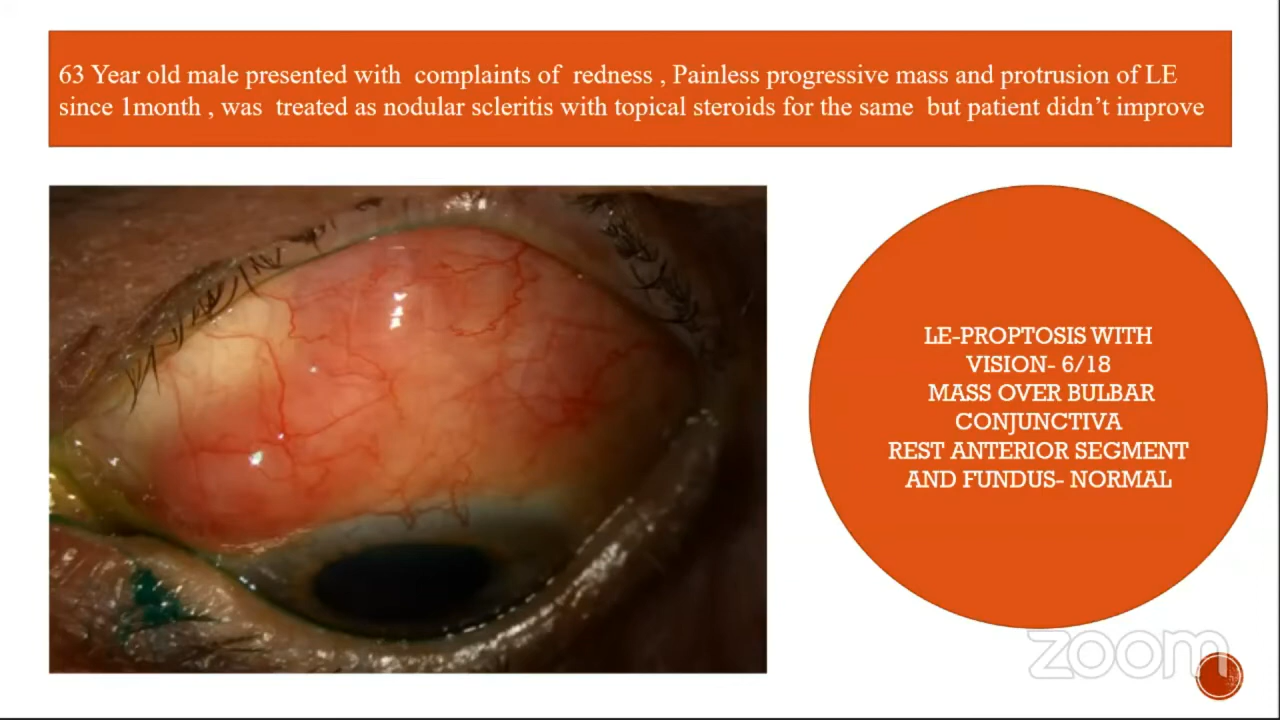 63 Year old male presented with complaints of redness , Painless progressive mass and protrusion of LE
since 1month , was treated as nodular scleritis with topical steroids for the same but patient didn’t improve
LE-PROPTOSIS WITH
VISION- 6/18
MASS OVER BULBAR
CONJUNCTIVA
REST ANTERIOR SEGMENT
AND FUNDUS- NORMAL
zoom